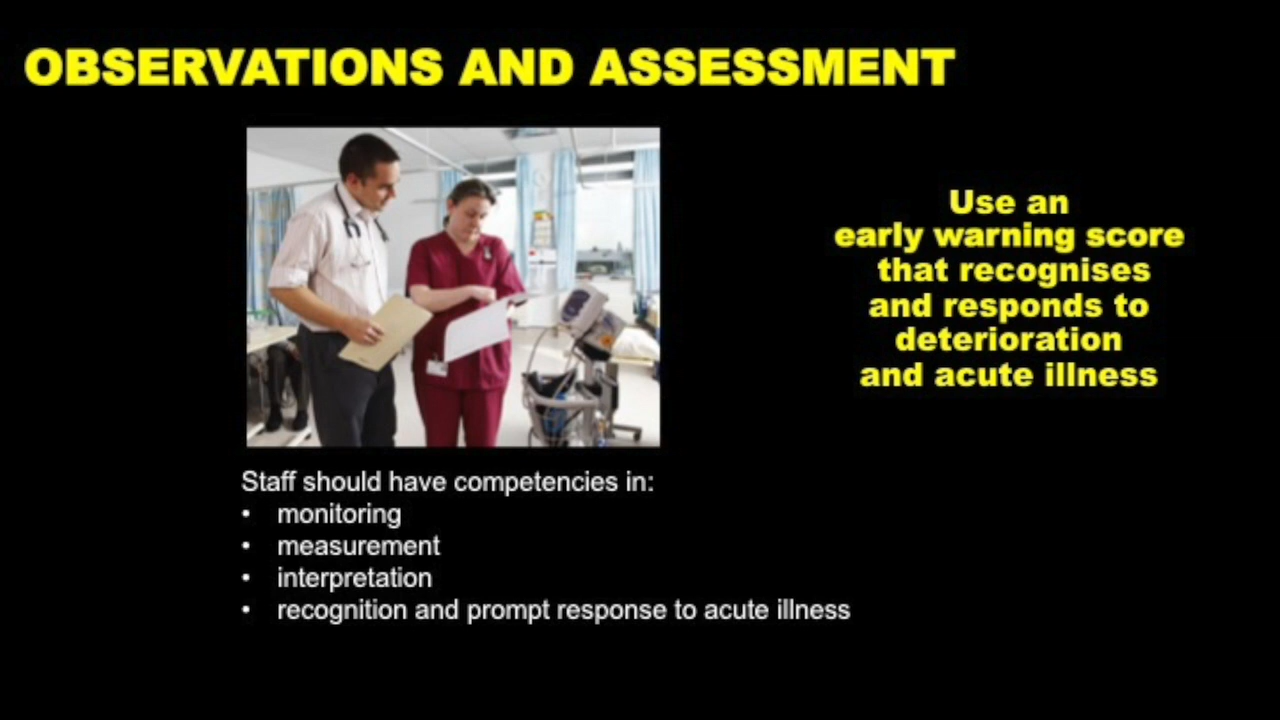 OBSERVATIONS AND ASSESSMENT
Use an
early warning score
that recognises
and responds to
deterioration
and acute illness
Staff should have competencies in:
• monitoring
• measurement
• interpretation
• recognition and prompt response to acute illness